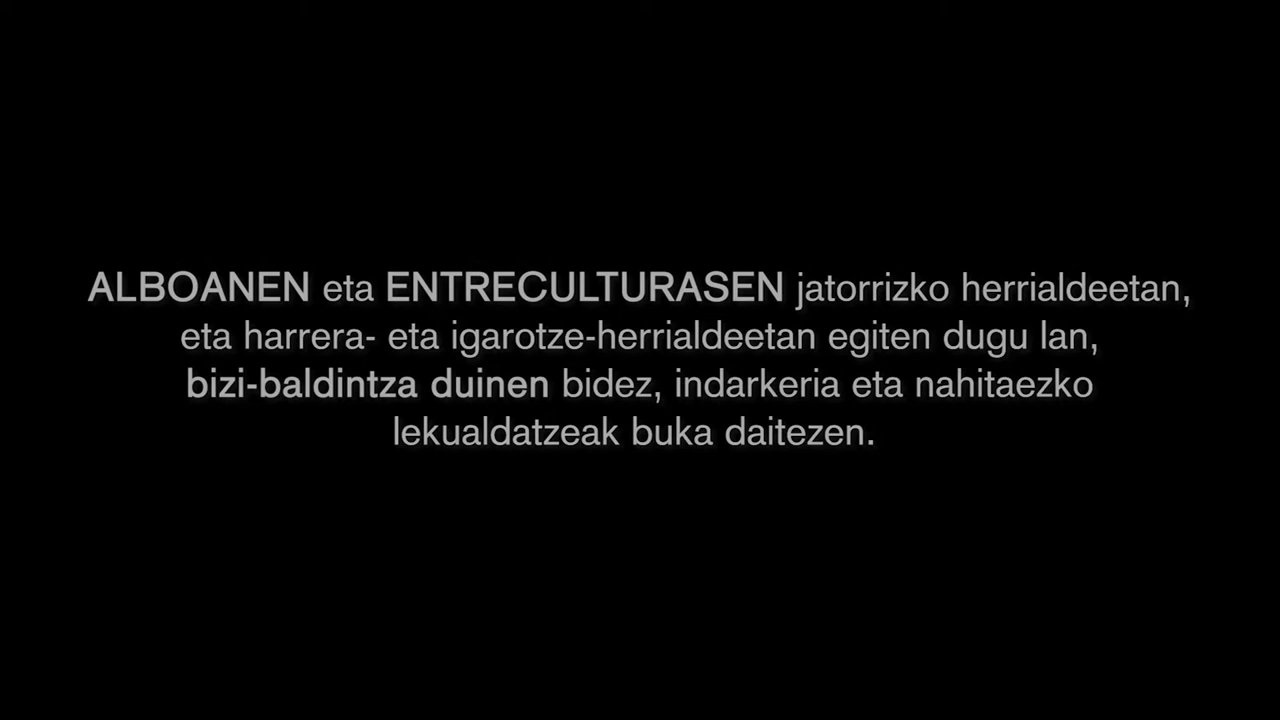 ALBOANEN eta ENTRECULTURASEN jatorrizko herrialdeetan,
eta harrera- eta igarotze-herrialdeetan egiten dugu lan,
bizi-baldintza duinen bidez, indarkeria eta nahitaezko
lekualdatzeak buka daitezen.